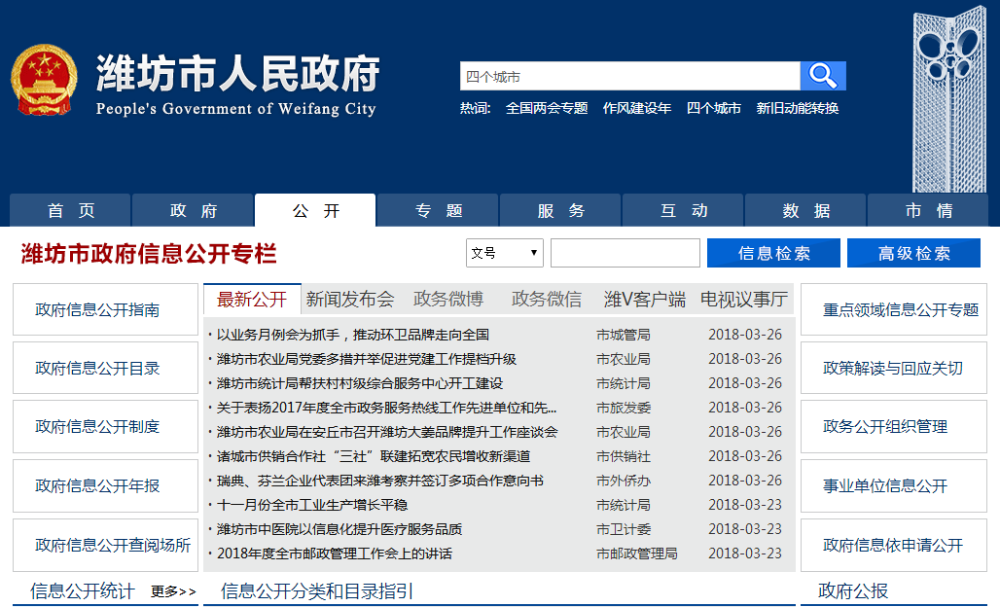 潍坊市人民政府
People's Government of Weifang City
四个城市
热词: 全国两会专题 作风建设年 四个城市 新旧动能转换
首 页 政 府 公 开 专 题 服 务 互 动 数 据 市 情
潍坊市政府信息公开专栏
文号 信息检索 高级检索
政府信息公开指南
政府信息公开目录
政府信息公开制度
政府信息公开年报
政府信息公开查阅场所
最新公开 新闻发布会 政务微博 政务微信 潍V客户端 电视议事厅
· 以业务月例会为抓手，推动环卫品牌走向全国 市城管局 2018-03-26
· 潍坊市农业局党委多措并举促进党建工作提档升级 市农业局 2018-03-26
· 潍坊市统计局帮扶村村级综合服务中心开工建设 市统计局 2018-03-26
· 关于表扬2017年度全市政务服务热线工作先进单位和先... 市旅发委 2018-03-26
· 潍坊市农业局在安丘市召开潍坊大姜品牌提升工作座谈会 市农业局 2018-03-26
· 诸城市供销合作社“三社”联建拓宽农民增收新渠道 市供销社 2018-03-26
· 瑞典、芬兰企业代表团来潍考察并签订多项合作意向书 市外侨办 2018-03-26
· 十一月份全市工业生产增长平稳 市统计局 2018-03-23
· 潍坊市中医院以信息化提升医疗服务品质 市卫计委 2018-03-23
· 2018年度全市邮政管理工作会上的讲话 市邮政管理局 2018-03-23
重点领域信息公开专题
政策解读与回应关切
政务公开组织管理
事业单位信息公开
政府信息依申请公开
信息公开统计 更多>> 信息公开分类和目录指引 政府公报